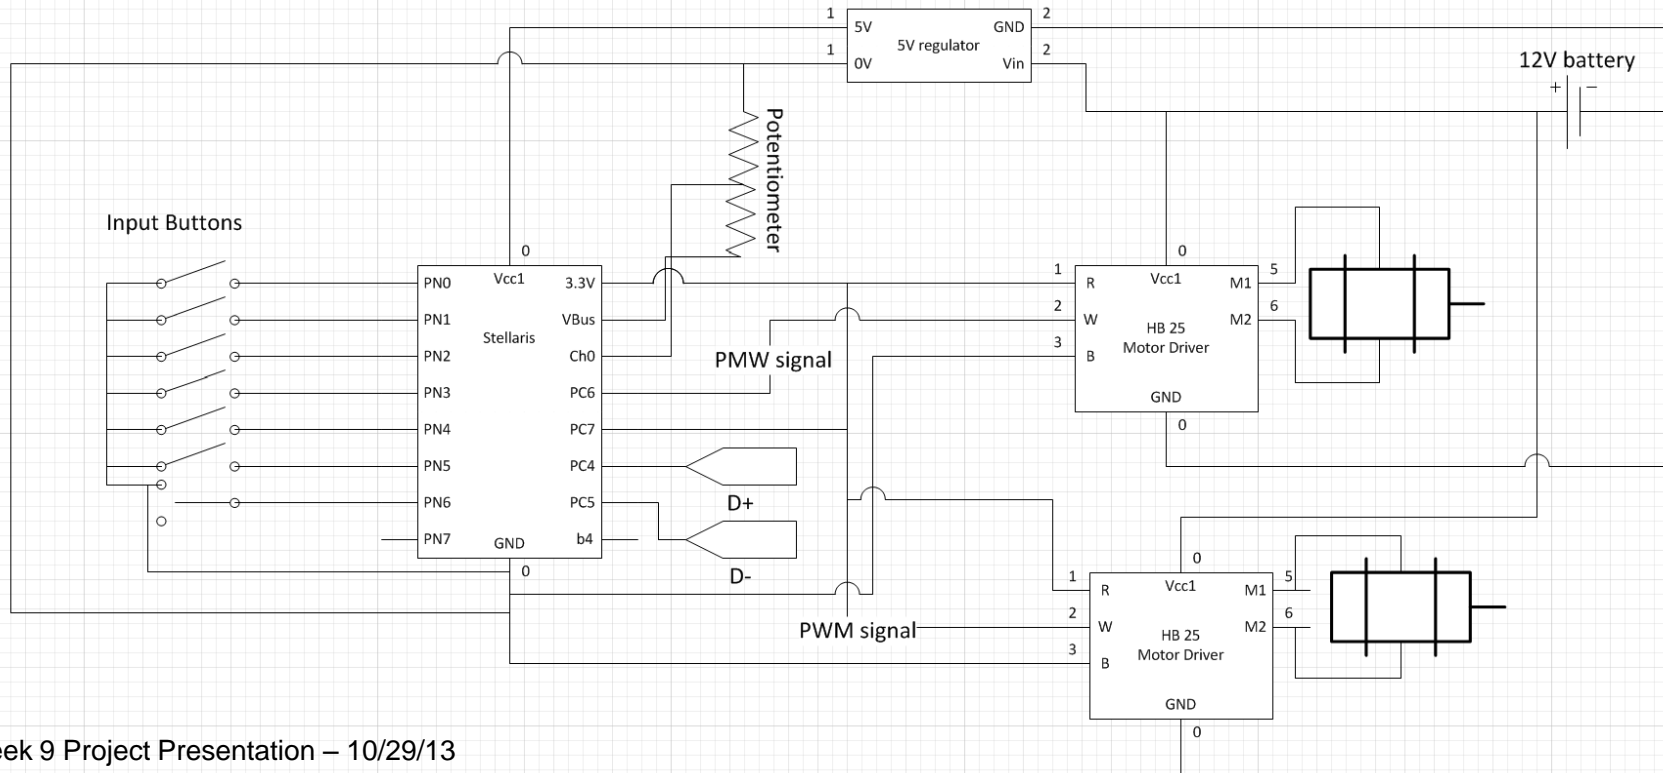 1
2
5V
GND
5V regulator
1
2
0V
Vin
12V battery
+
−
Potentiometer
Input Buttons
0
Vcc1
PN0
PN1
PN2
PN3
PN4
PN5
PN6
PN7
Stellaris
3.3V
VBus
Ch0
PC6
PC7
PC4
PC5
b4
GND
0
PMW signal
D+
D-
PWM signal
0
Vcc1
1
R
2
W
3
B
HB 25
Motor Driver
M1
5
M2
6
GND
0
0
Vcc1
1
R
2
W
3
B
HB 25
Motor Driver
M1
5
M2
6
GND
0
eek 9 Project Presentation – 10/29/13